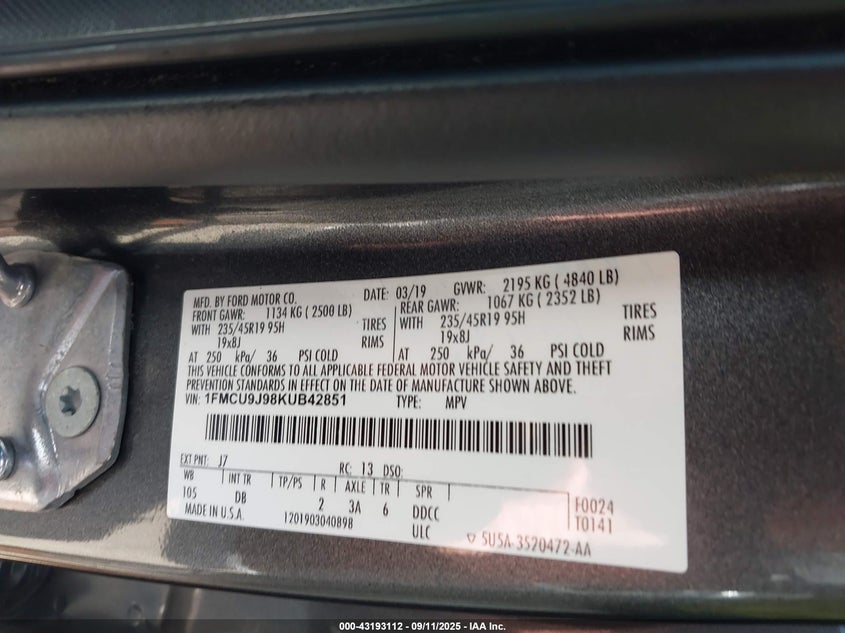 MFD. BY FORD MOTOR CO. DATE: 03/19 GVWR: 2195 KG ( 4840 LB)
FRONT GAWR: 1134 KG ( 2500 LB) REAR GAWR: 1067 KG ( 2352 LB)
WITH 235/45R19 95H TIRES WITH 235/45R19 95H TIRES
19x8J RIMS 19x8J RIMS
AT 250 kPa/ 36 PSI COLD AT 250 kPa/ 36 PSI COLD
THIS VEHICLE CONFORMS TO ALL APPLICABLE FEDERAL MOTOR VEHICLE SAFETY AND THEFT
PREVENTION STANDARDS IN EFFECT ON THE DATE OF MANUFACTURE SHOWN ABOVE.
VIN: 1FMCU9J98KUB42851 TYPE: MPV
EXT PNT: J7 RC: 13 DSO:
WB INT TR TP/PS R AXLE TR SPR
105 DB 2 3A 6 DDCC F0024
MADE IN U.S.A. 1201903040898 ULC T0141
5U5A-3520472-AA
000-43193112 - 09/11/2025 - IAA Inc.